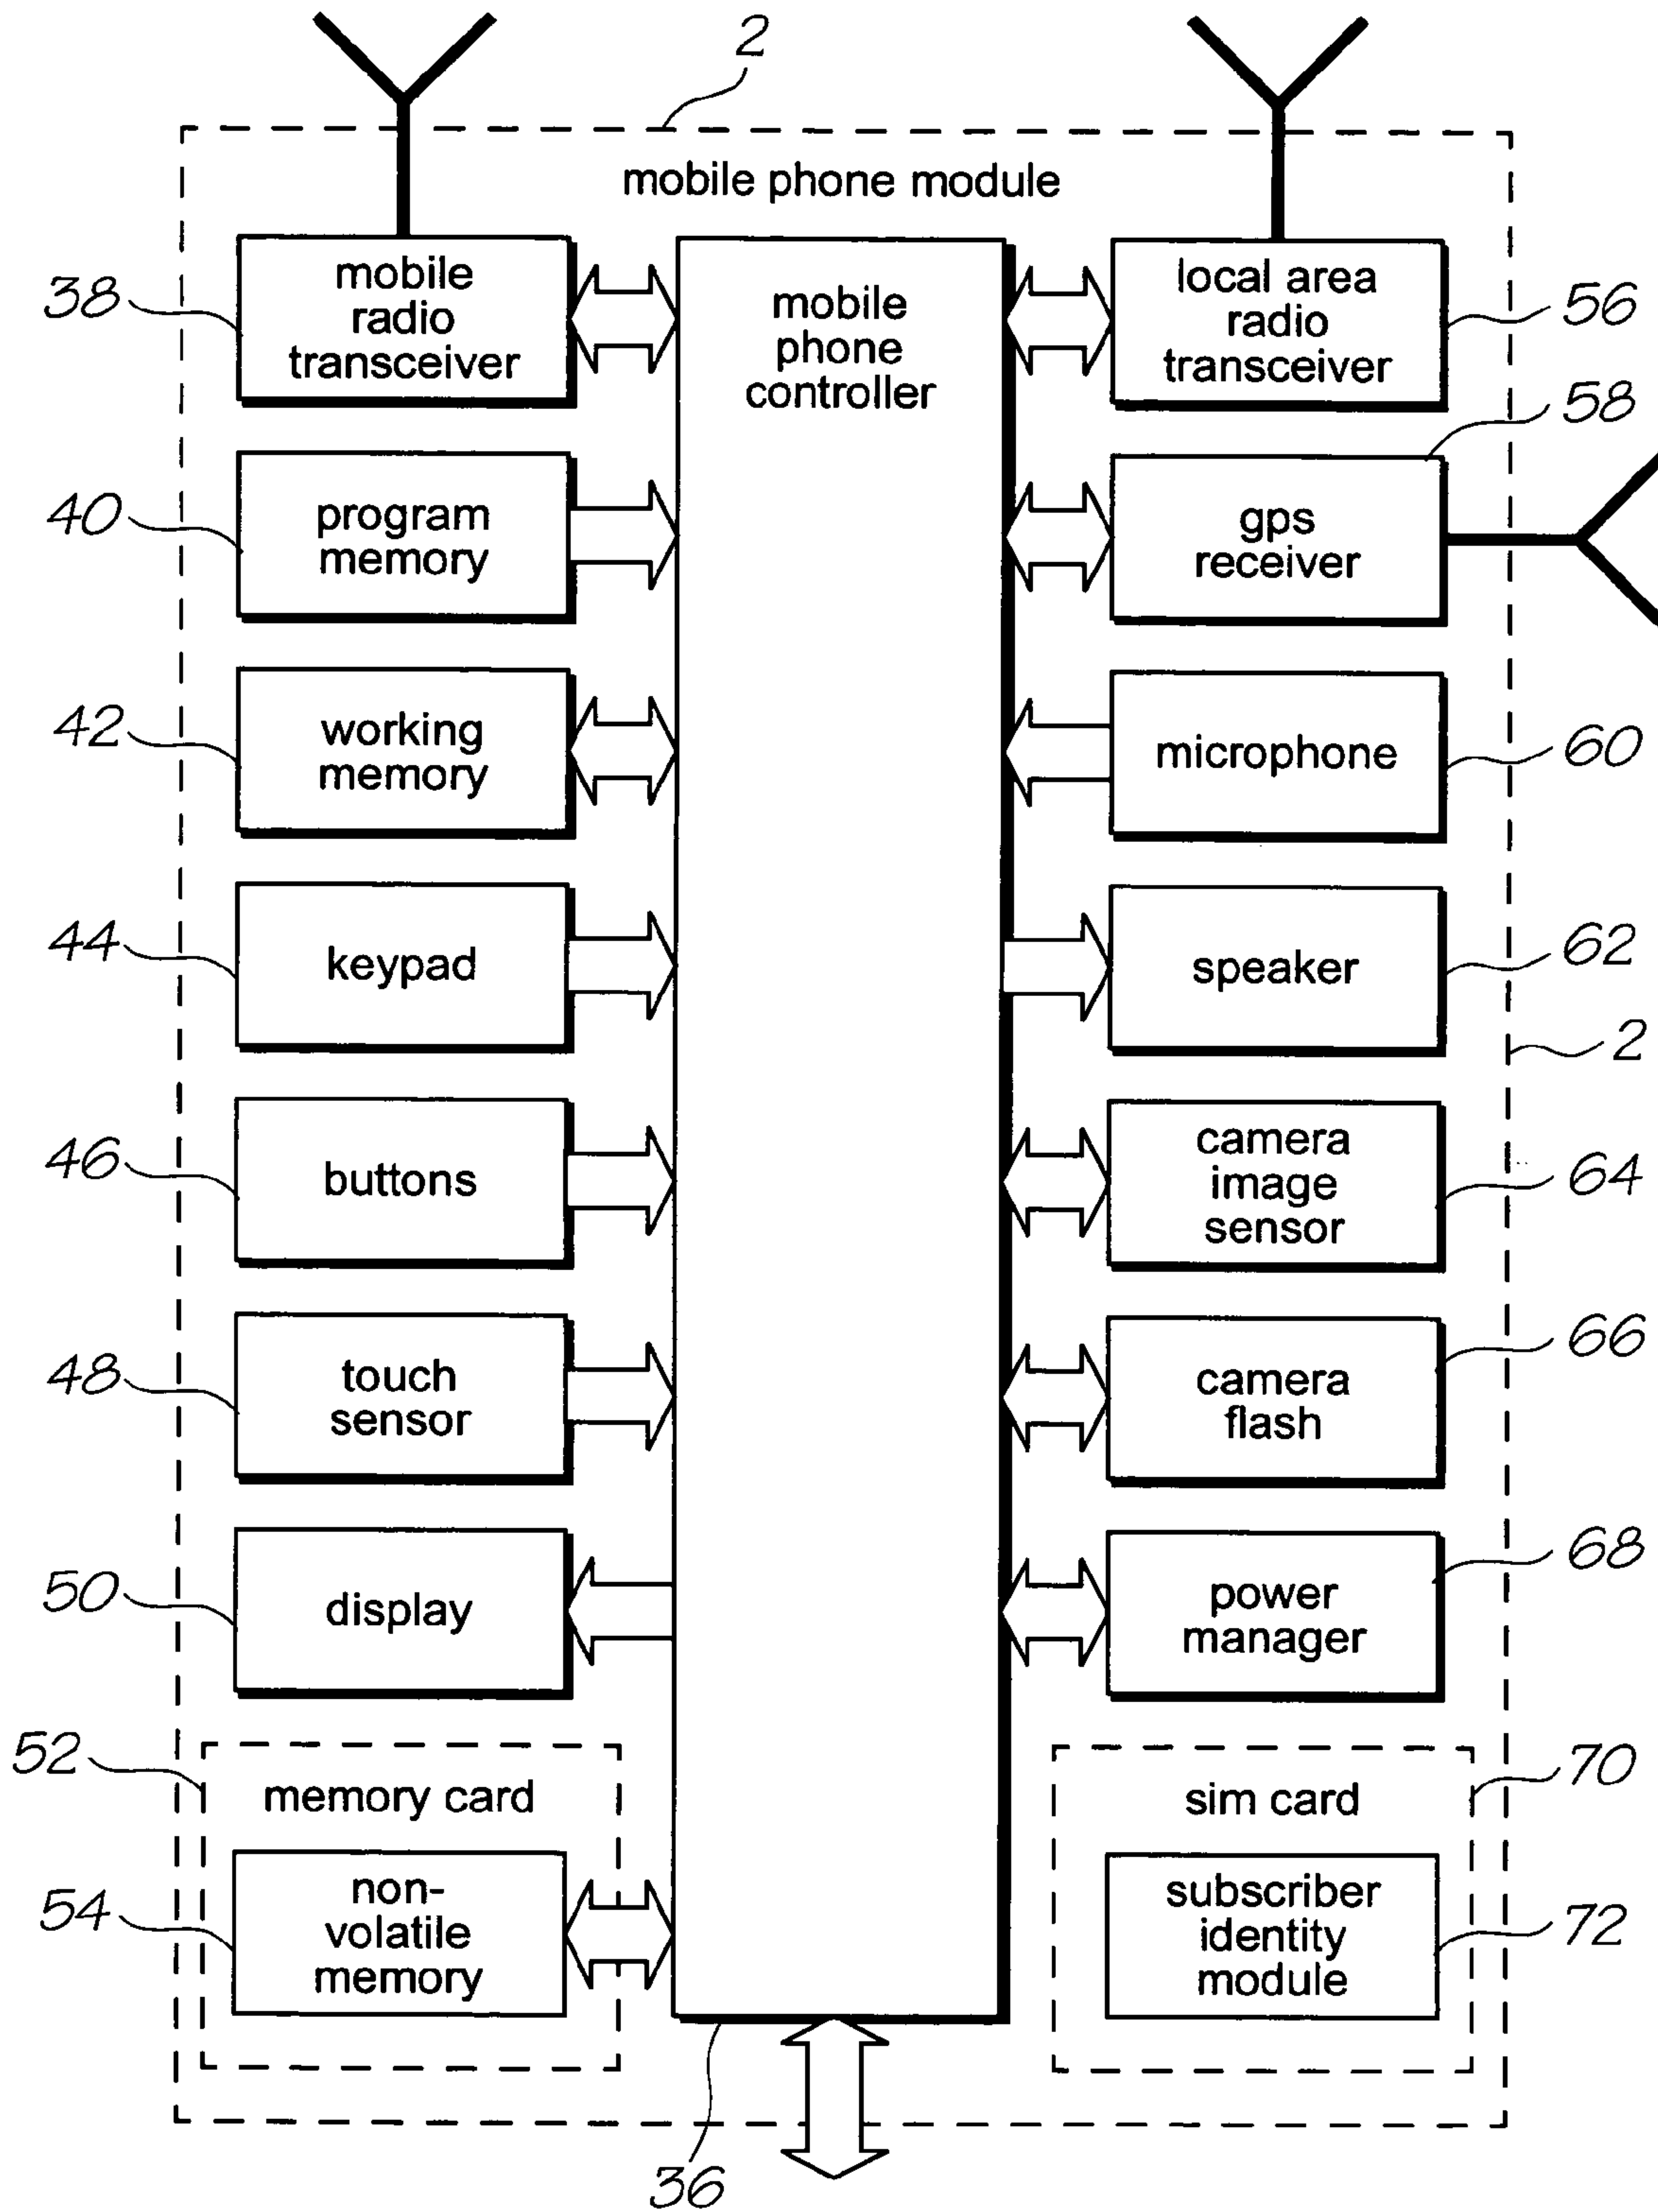 2
mobile phone module
38
mobile
radio
transceiver
mobile
phone
controller
local area
radio
transceiver
56
58
40
program
memory
gps
receiver
42
working
memory
microphone
60
44
keypad
speaker
62
2
46
buttons
camera
image
sensor
64
48
touch
sensor
camera
flash
66
50
display
power
manager
68
52
memory card
sim card
70
54
non-
volatile
memory
subscriber
identity
module
72
36